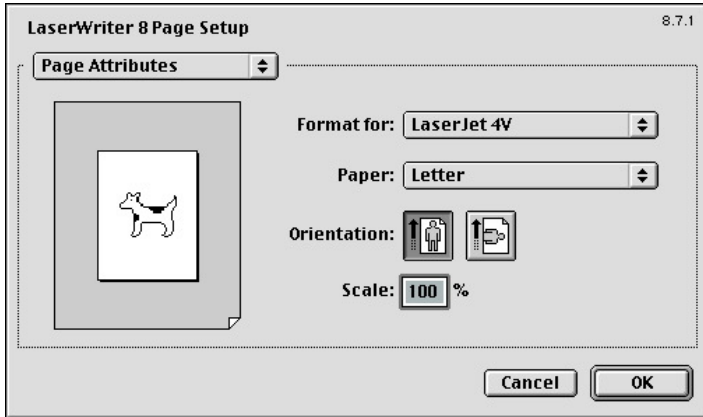 LaserWriter 8 Page Setup
8.7.1
Page Attributes
Format for: LaserJet 4V
Paper: Letter
Orientation:
Scale: 100 %
Cancel OK